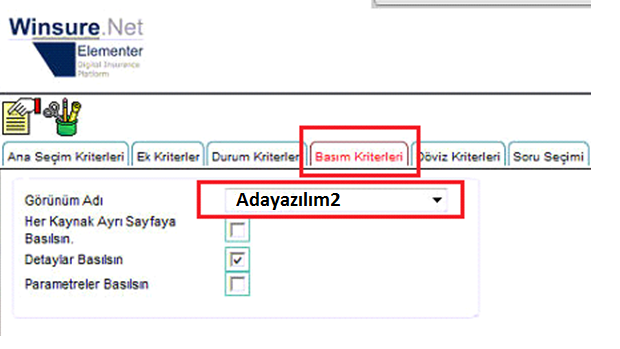 Winsure.Net
Elementer
Digital Insurance
Platform
Ana Seçim Kriterleri Ek Kriterler Durum Kriterler Basım Kriterleri Döviz Kriterleri Soru Seçimi
Görünüm Adı Adayazılım2
Her Kaynak Ayrı Sayfaya
Basılsın.
Detaylar Basılsın
Parametreler Basılsın